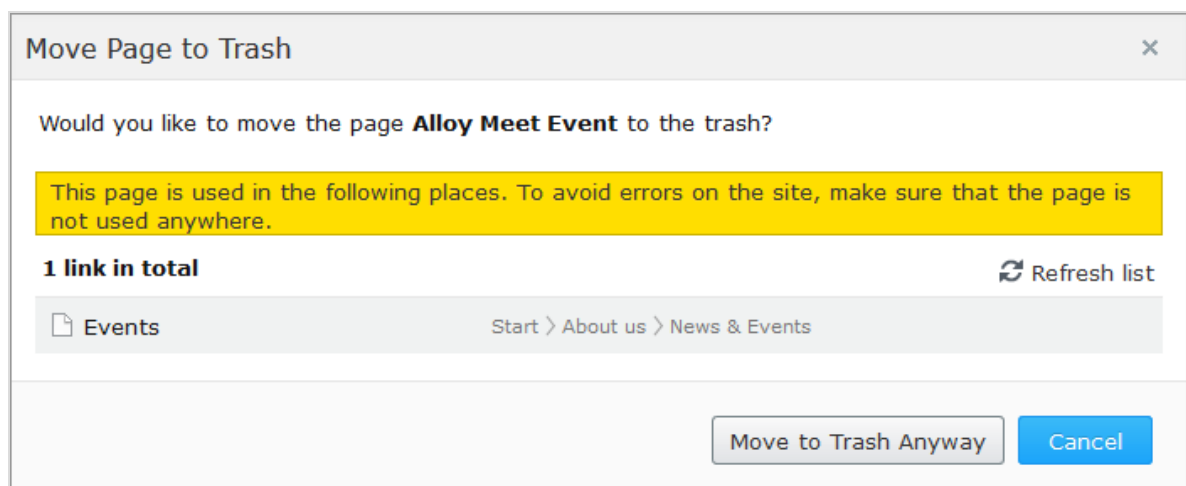 Move Page to Trash
Would you like to move the page Alloy Meet Event to the trash?
This page is used in the following places. To avoid errors on the site, make sure that the page is
not used anywhere.
1 link in total
Refresh list
Events
Start > About us > News & Events
Move to Trash Anyway
Cancel